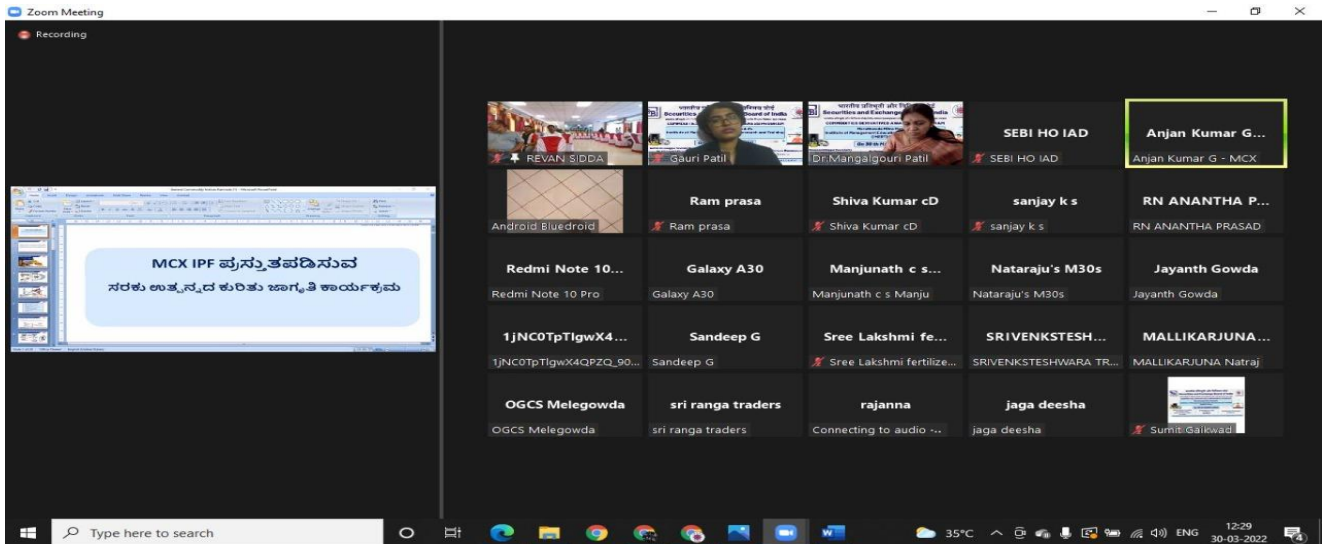 Zoom Meeting
Recording
MCX IPF ಪ್ರಸ್ತುತಪಡಿಸುವ
ಸರಕು ಉತ್ಪನ್ನದ ಕುರಿತು ಜಾಗೃತಿ ಕಾರ್ಯಕ್ರಮ
REVAN SIDDA
Gauri Patil
Dr.Mangalgouri Patil
SEBI HO IAD
SEBI HO IAD
Anjan Kumar G...
Anjan Kumar G - MCX
Android Bluedroid
Ram prasa
Ram prasa
Shiva Kumar cD
Shiva Kumar cD
sanjay k s
sanjay k s
RN ANANTHA P...
RN ANANTHA PRASAD
Redmi Note 10...
Redmi Note 10 Pro
Galaxy A30
Galaxy A30
Manjunath c s...
Manjunath c s Manju
Nataraju's M30s
Nataraju's M30s
Jayanth Gowda
Jayanth Gowda
1jNC0TpTIgwX4...
1jNC0TpTIgwX4QPZQ_90...
Sandeep G
Sandeep G
Sree Lakshmi fe...
Sree Lakshmi fertilize...
SRIVENKSTESH...
SRIVENKSTESHWARA TR...
MALLIKARJUNA...
MALLIKARJUNA Natraj
OGCS Melegowda
OGCS Melegowda
sri ranga traders
sri ranga traders
rajanna
Connecting to audio ·..
jaga deesha
jaga deesha
Sumit Gaikwad
Type here to search
35°C
ENG
12:29
30-03-2022
4